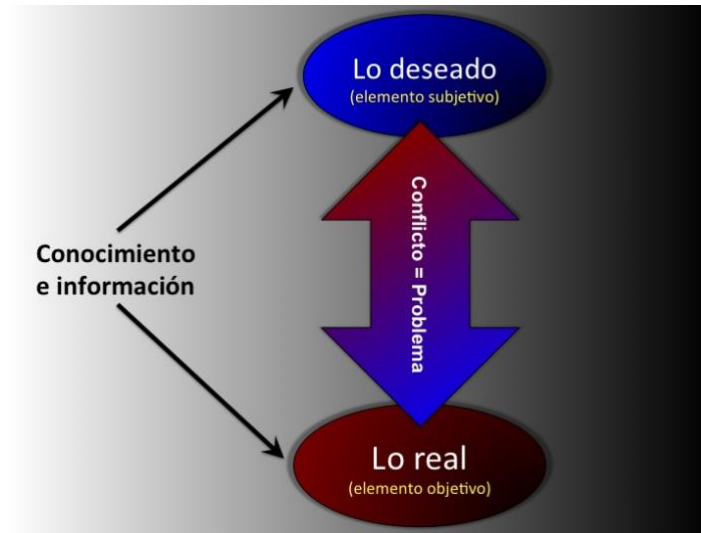 Lo deseado
(elemento subjetivo)
Conflicto = Problema
Conocimiento
e información
Lo real
(elemento objetivo)